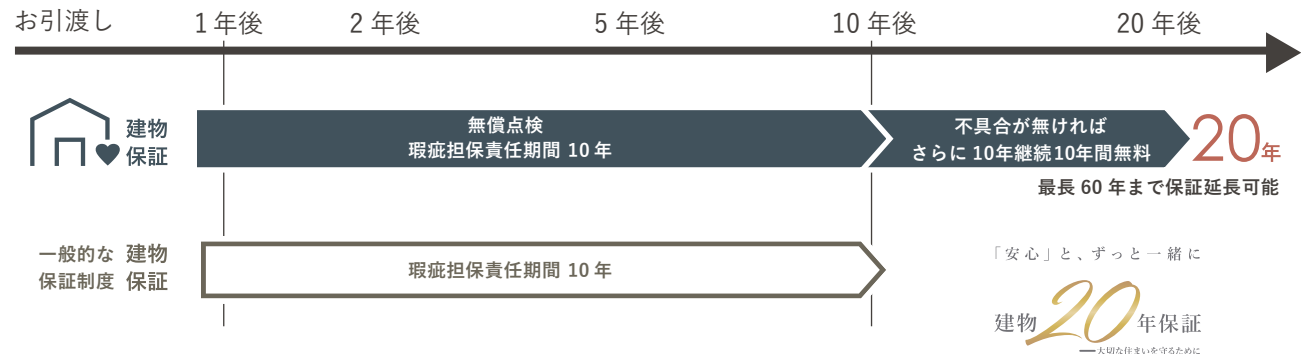 お引渡し 1年後 2年後 5年後 10年後 20年後
建物
保証
無償点検
瑕疵担保責任期間 10 年
不具合が無ければ
さらに 10年継続10年間無料
20年
最長 60 年まで保証延長可能
一般的な
保証制度
建物
保証
瑕疵担保責任期間 10 年
「安心」と、ずっと一緒に
建物20年保証
大切な住まいを守るために